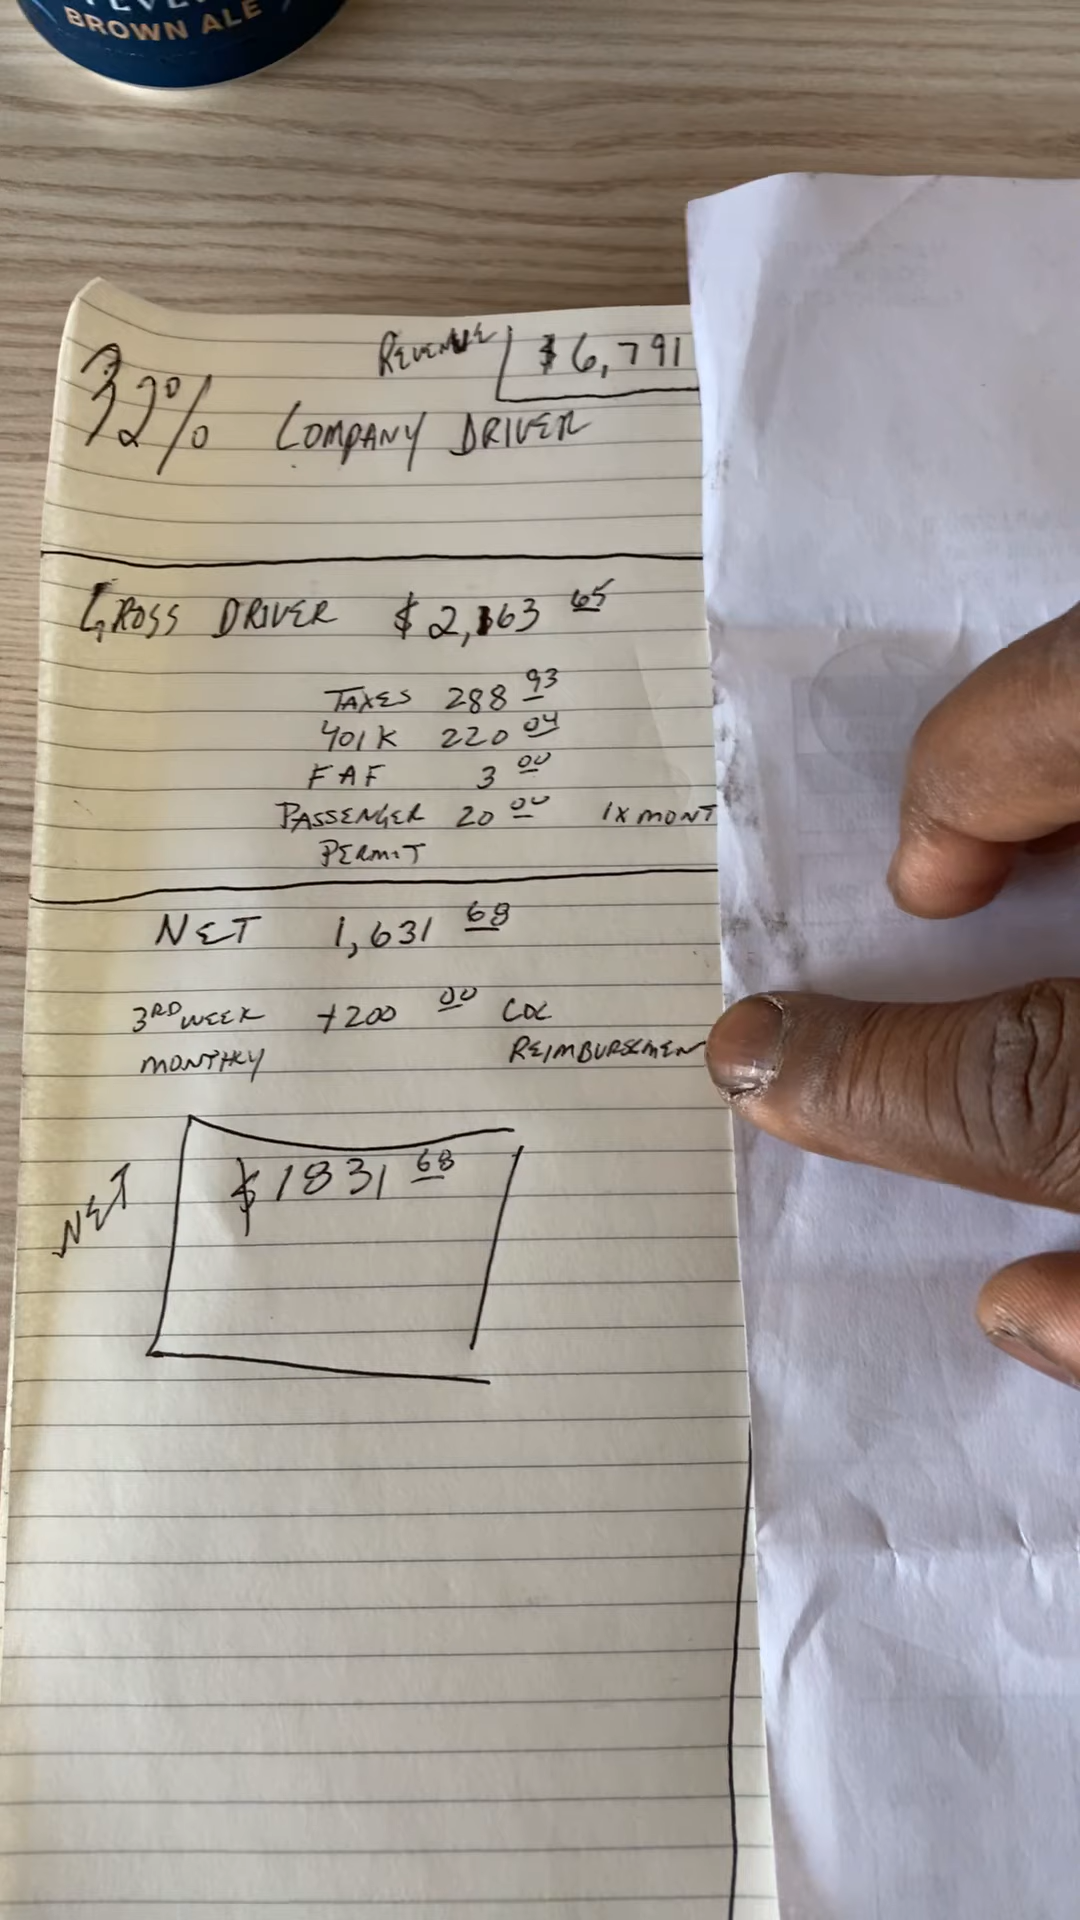 BROWN ALE
REVENUE $6,791
32% COMPANY DRIVER
GROSS DRIVER $2,163 65
TAXES 288 93
401K 220 04
FAF 3 00
PASSENGER 20 00 1X MONT
PERMIT
NET 1,631 68
3RD WEEK +200 00 CDL
MONTHLY REIMBURSEMEN
NET $1831 68